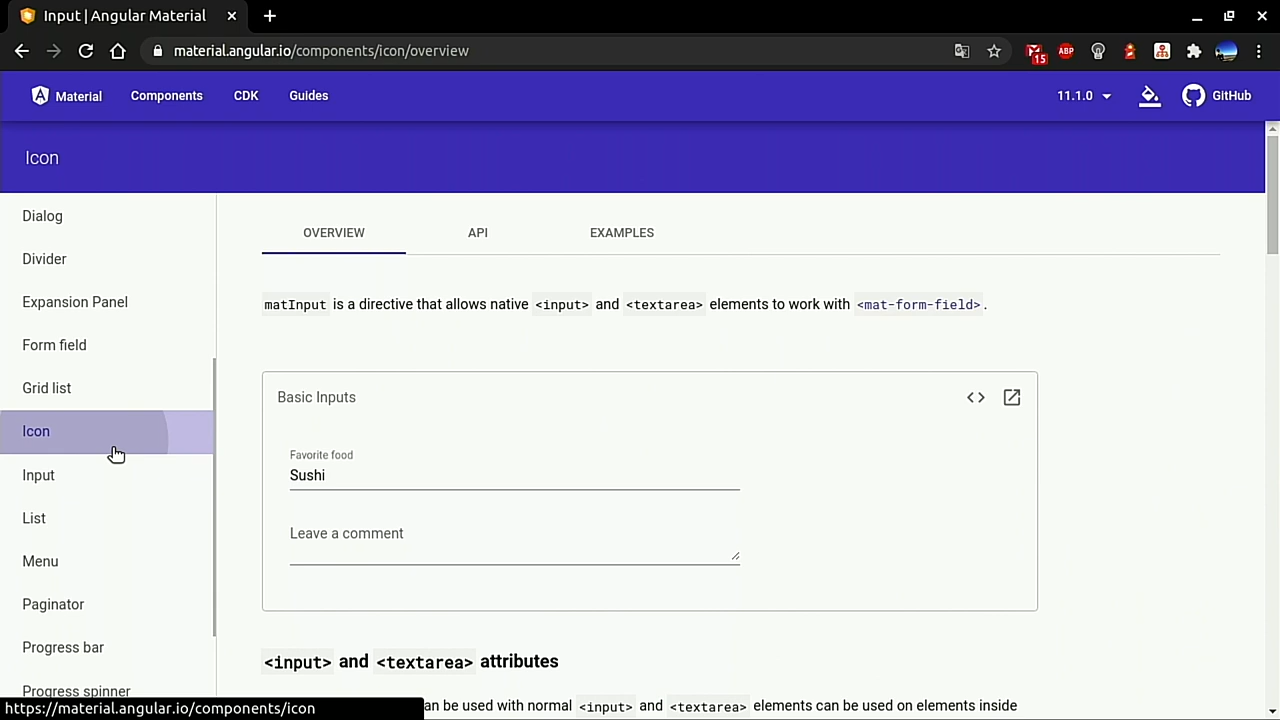 Input | Angular Material
material.angular.io/components/icon/overview
15
ABP
Material
Components
CDK
Guides
11.1.0
GitHub
Icon
Dialog
Divider
Expansion Panel
Form field
Grid list
Icon
Input
List
Menu
Paginator
Progress bar
Progress spinner
OVERVIEW
API
EXAMPLES
matInput is a directive that allows native <input> and <textarea> elements to work with <mat-form-field>.
Basic Inputs
Favorite food
Sushi
Leave a comment
<input> and <textarea> attributes
an be used with normal <input> and <textarea> elements can be used on elements inside
https://material.angular.io/components/icon